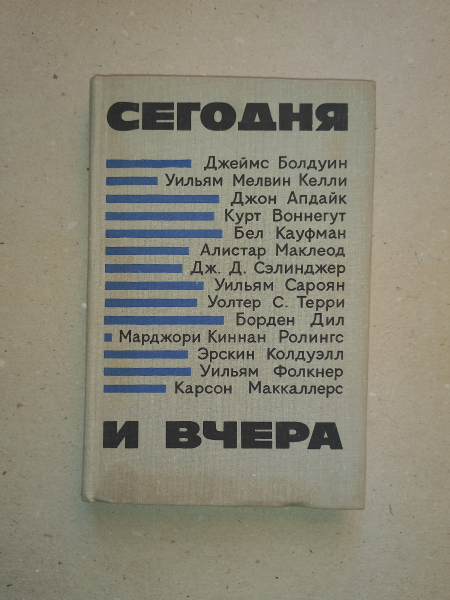 СЕГОДНЯ
Джеймс Болдуин
Уильям Мелвин Келли
Джон Апдайк
Курт Воннегут
Бел Кауфман
Алистар Маклеод
Дж. Д. Сэлинджер
Уильям Сароян
Уолтер С. Терри
Борден Дил
Марджори Киннан Ролингс
Эрскин Колдуэлл
Уильям Фолкнер
Карсон Маккаллерс
И ВЧЕРА